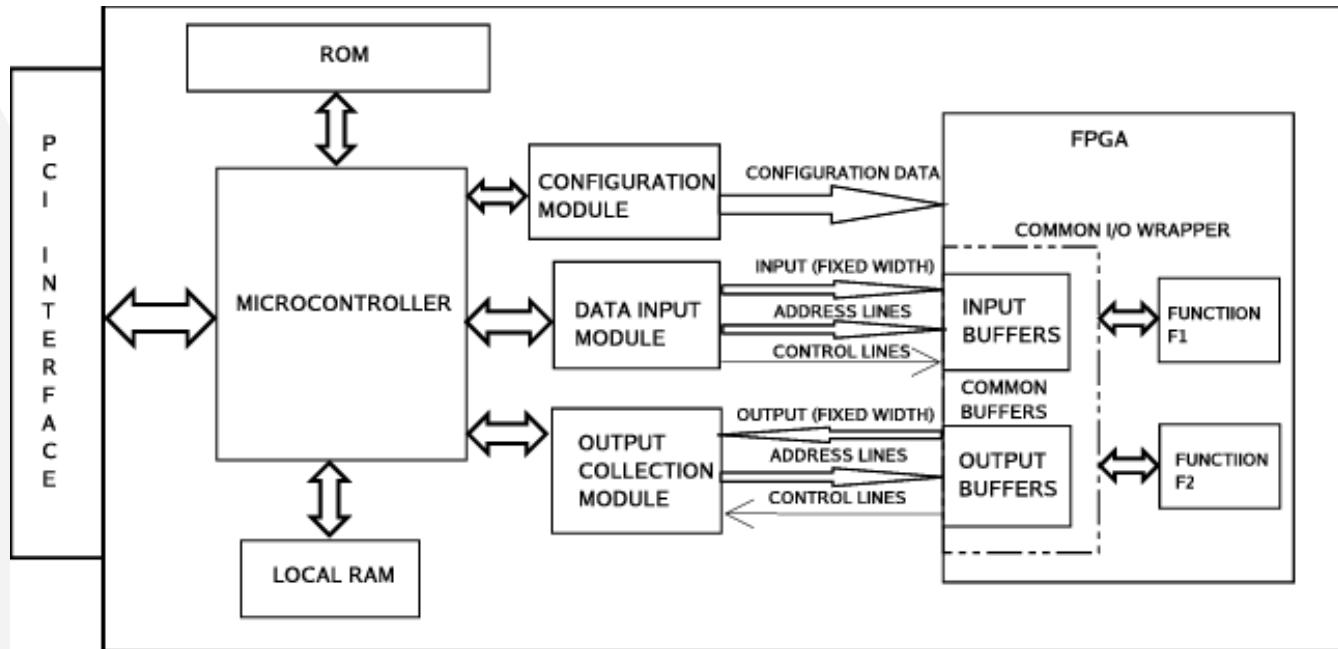 PCI INTERFACE
ROM
MICROCONTROLLER
LOCAL RAM
CONFIGURATION
MODULE
DATA INPUT
MODULE
OUTPUT
COLLECTION
MODULE
CONFIGURATION DATA
INPUT (FIXED WIDTH)
ADDRESS LINES
CONTROL LINES
OUTPUT (FIXED WIDTH)
ADDRESS LINES
CONTROL LINES
FPGA
COMMON I/O WRAPPER
INPUT
BUFFERS
COMMON
BUFFERS
OUTPUT
BUFFERS
FUNCTIION
F1
FUNCTIION
F2